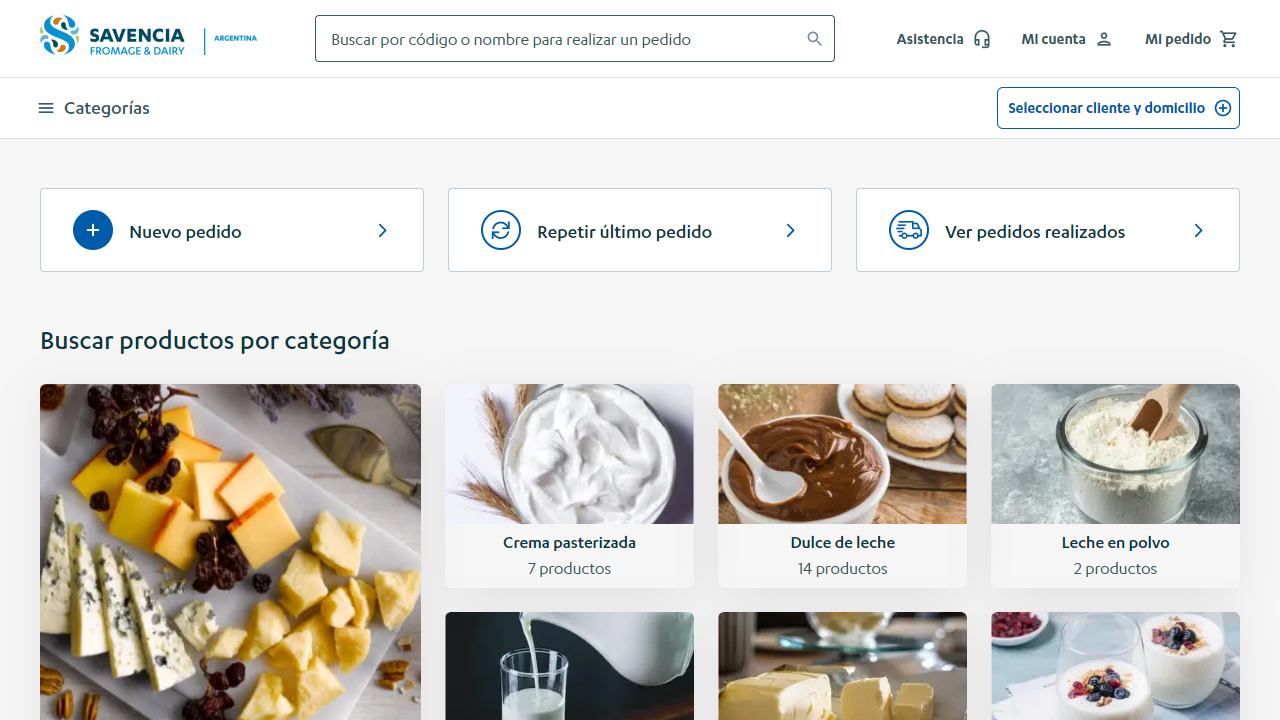 SAVENCIA
FROMAGE & DAIRY
ARGENTINA
Buscar por código o nombre para realizar un pedido
Asistencia
Mi cuenta
Mi pedido
Categorías
Seleccionar cliente y domicilio
Nuevo pedido
Repetir último pedido
Ver pedidos realizados
Buscar productos por categoría
Crema pasterizada
7 productos
Dulce de leche
14 productos
Leche en polvo
2 productos